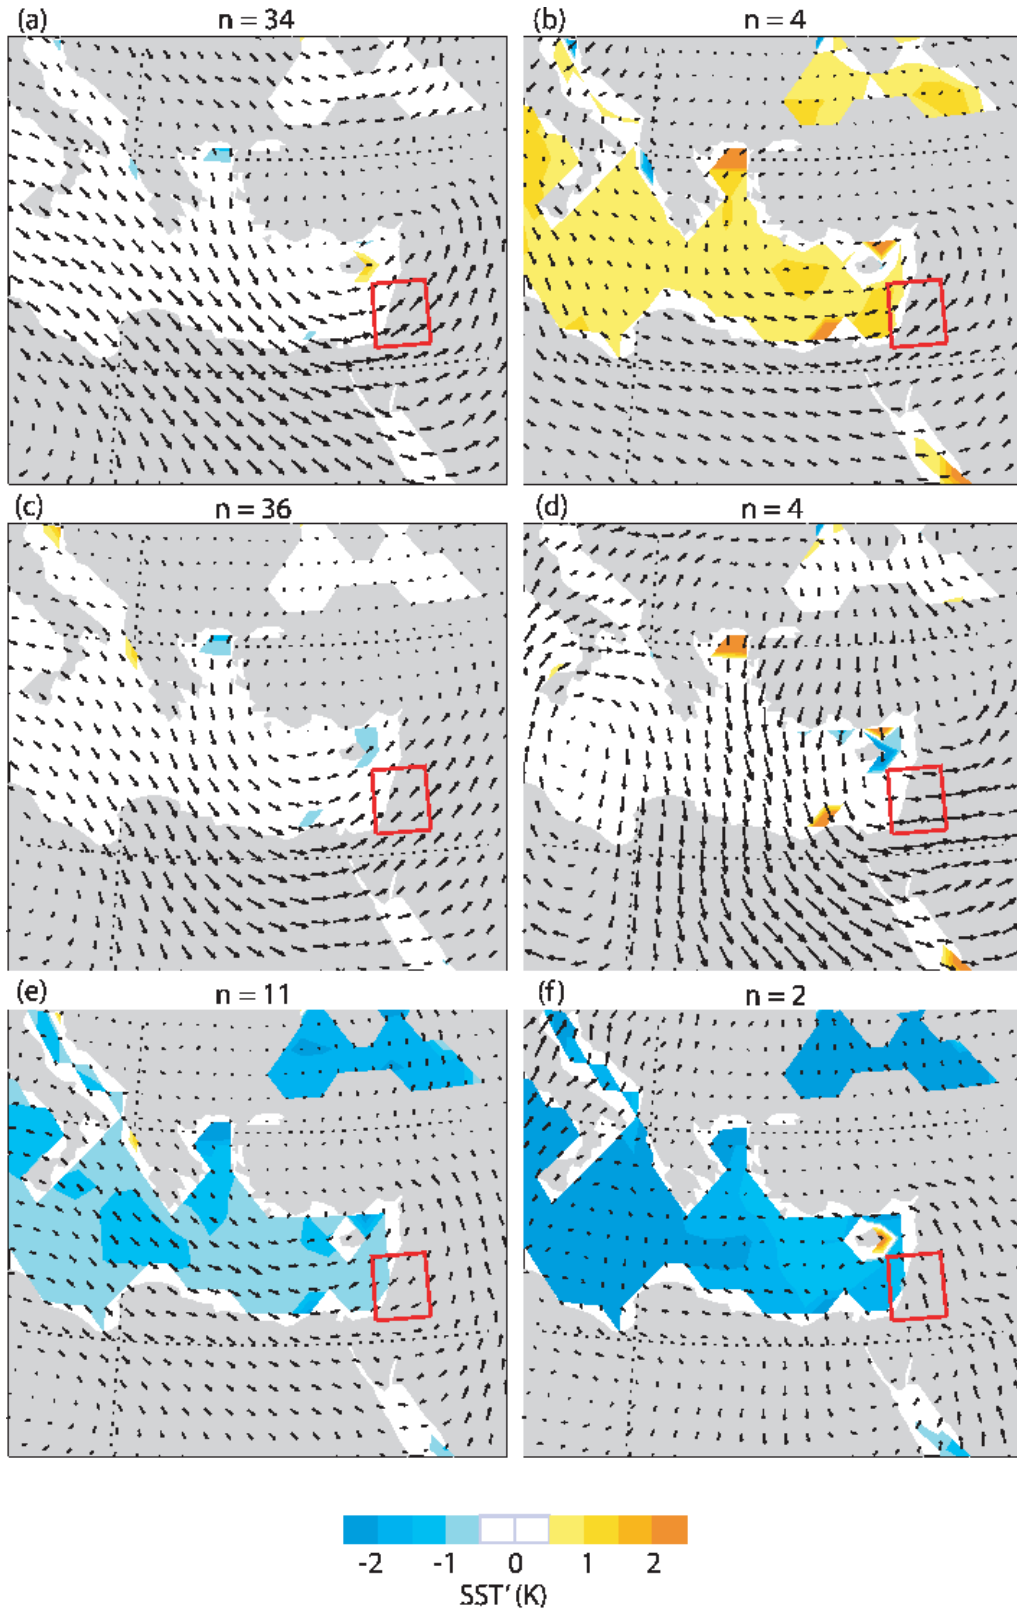 (a) n = 34
(b) n = 4
(c) n = 36
(d) n = 4
(e) n = 11
(f) n = 2
-2 -1 0 1 2
SST' (K)